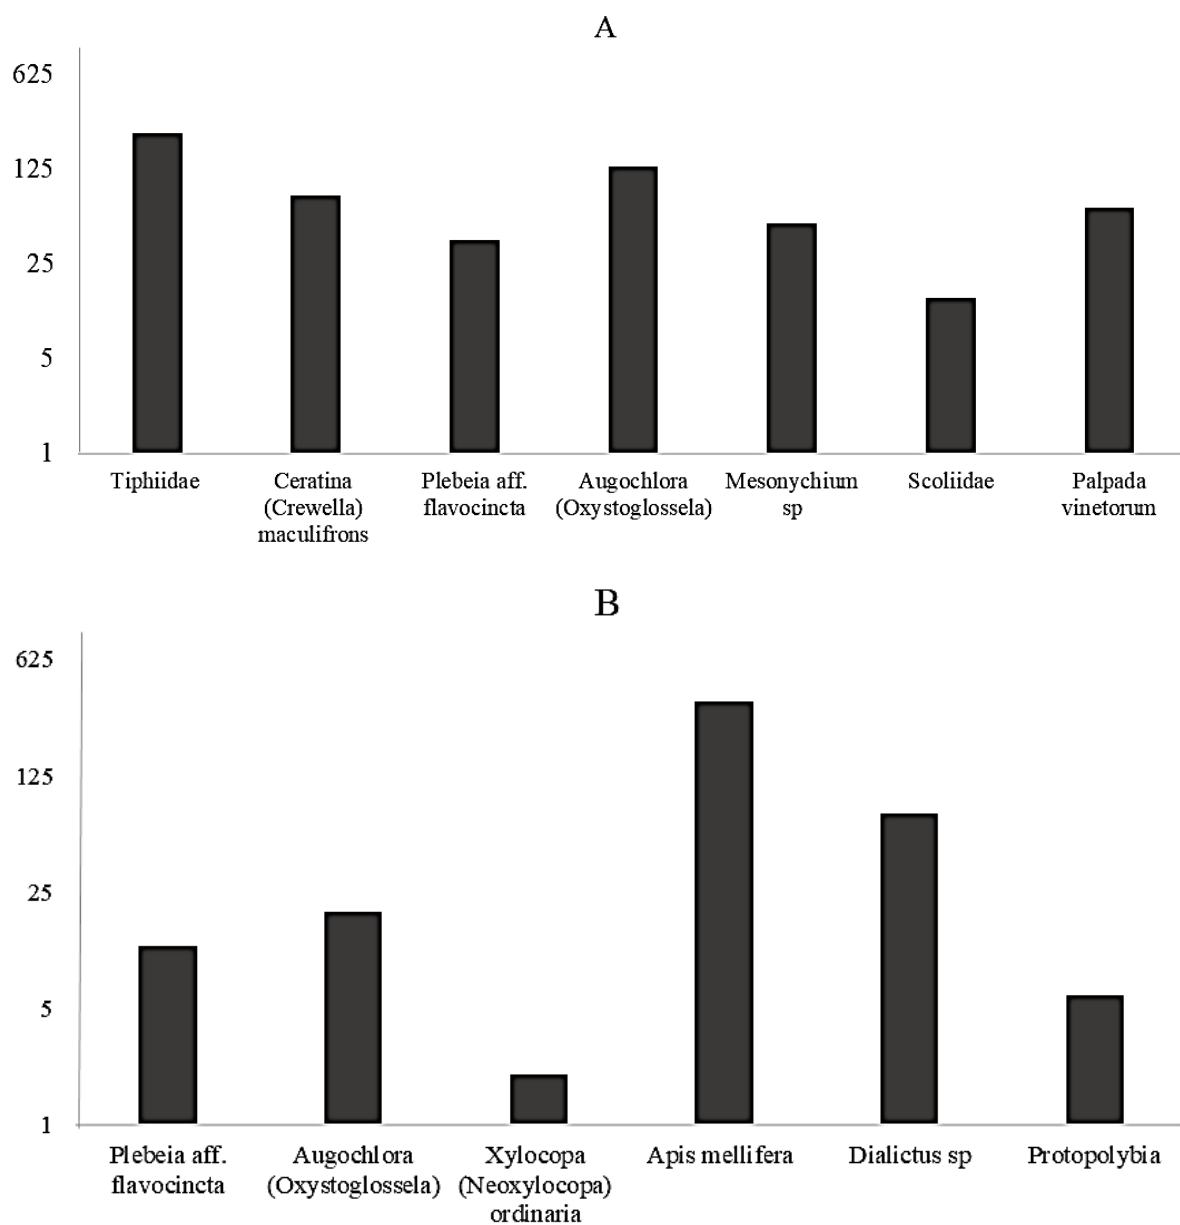 A
625
125
25
5
1
Tiphiidae
Ceratina
(Crewella)
maculifrons
Plebeia aff.
flavocincta
Augochlora
(Oxystoglossela)
Mesonychium
sp
Scoliidae
Palpada
vinetorum
B
625
125
25
5
1
Plebeia aff.
flavocincta
Augochlora
(Oxystoglossela)
Xylocopa
(Neoxylocopa)
ordinaria
Apis mellifera
Dialictus sp
Protopolybia